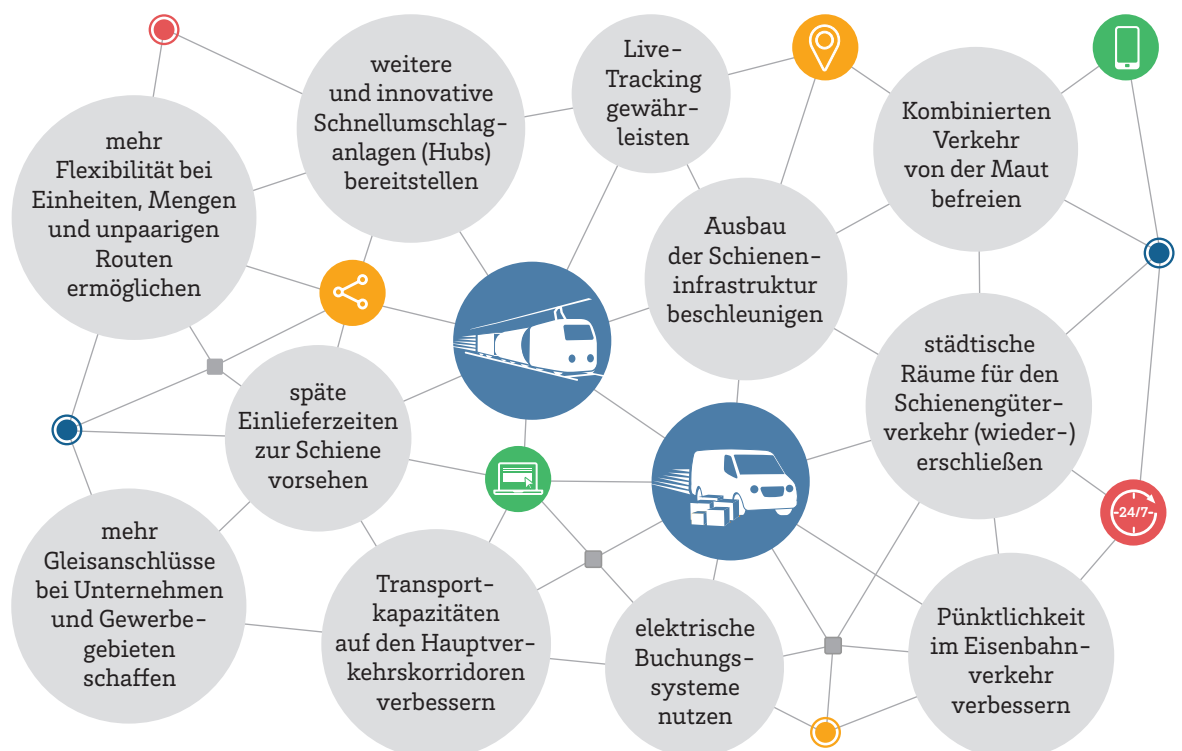 weitere
und innovative
Schnellumschlag-
anlagen (Hubs)
bereitstellen
Live-
Tracking
gewähr-
leisten
Kombinierten
Verkehr
von der Maut
befreien
mehr
Flexibilität bei
Einheiten, Mengen
und unpaarigen
Routen
ermöglichen
Ausbau
der Schienen-
infrastruktur
beschleunigen
späte
Einlieferzeiten
zur Schiene
vorsehen
städtische
Räume für den
Schienengüter-
verkehr (wieder-)
erschließen
24/7
mehr
Gleisanschlüsse
bei Unternehmen
und Gewerbe-
gebieten
schaffen
Transport-
kapazitäten
auf den Hauptver-
kehrskorridoren
verbessern
elektrische
Buchungs-
systeme
nutzen
Pünktlichkeit
im Eisenbahn-
verkehr
verbessern